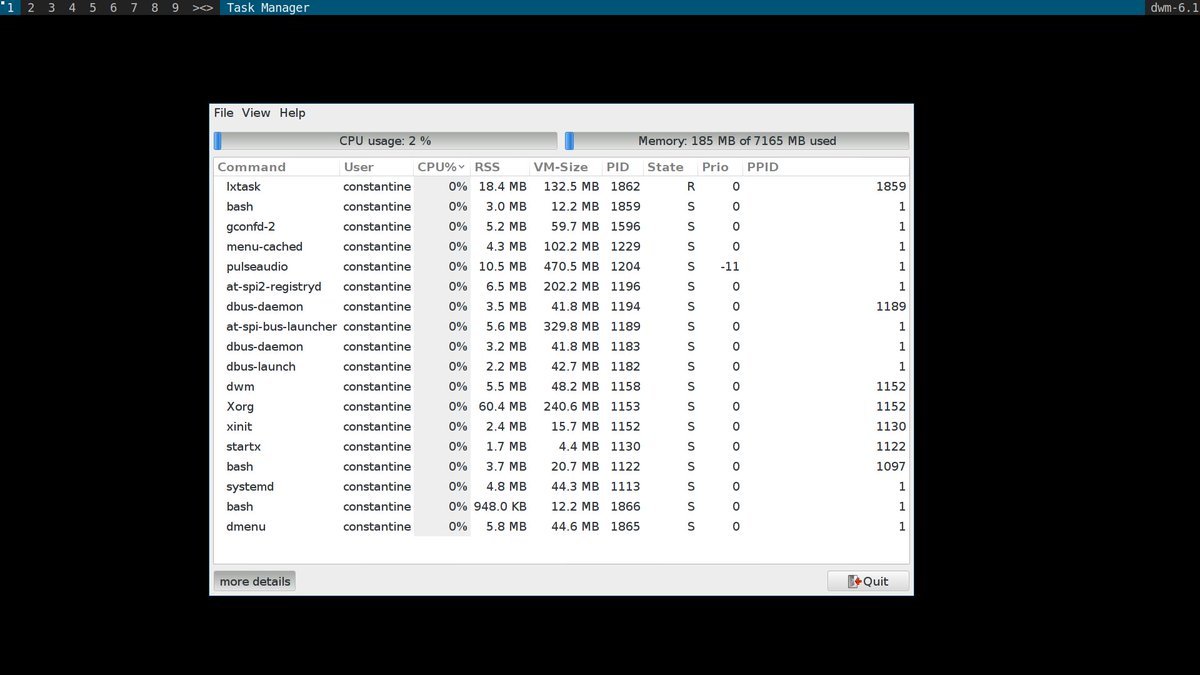 1 2 3 4 5 6 7 8 9 ><> Task Manager dwm-6.1
File View Help
CPU usage: 2 % Memory: 185 MB of 7165 MB used
Command User CPU% RSS VM-Size PID State Prio PPID
lxtask constantine 0% 18.4 MB 132.5 MB 1862 R 0 1859
bash constantine 0% 3.0 MB 12.2 MB 1859 S 0 1
gconfd-2 constantine 0% 5.2 MB 59.7 MB 1596 S 0 1
menu-cached constantine 0% 4.3 MB 102.2 MB 1229 S 0 1
pulseaudio constantine 0% 10.5 MB 470.5 MB 1204 S -11 1
at-spi2-registryd constantine 0% 6.5 MB 202.2 MB 1196 S 0 1
dbus-daemon constantine 0% 3.5 MB 41.8 MB 1194 S 0 1189
at-spi-bus-launcher constantine 0% 5.6 MB 329.8 MB 1189 S 0 1
dbus-daemon constantine 0% 3.2 MB 41.8 MB 1183 S 0 1
dbus-launch constantine 0% 2.2 MB 42.7 MB 1182 S 0 1
dwm constantine 0% 5.5 MB 48.2 MB 1158 S 0 1152
Xorg constantine 0% 60.4 MB 240.6 MB 1153 S 0 1152
xinit constantine 0% 2.4 MB 15.7 MB 1152 S 0 1130
startx constantine 0% 1.7 MB 4.4 MB 1130 S 0 1122
bash constantine 0% 3.7 MB 20.7 MB 1122 S 0 1097
systemd constantine 0% 4.8 MB 44.3 MB 1113 S 0 1
bash constantine 0% 948.0 KB 12.2 MB 1866 S 0 1
dmenu constantine 0% 5.8 MB 44.6 MB 1865 S 0 1
more details Quit